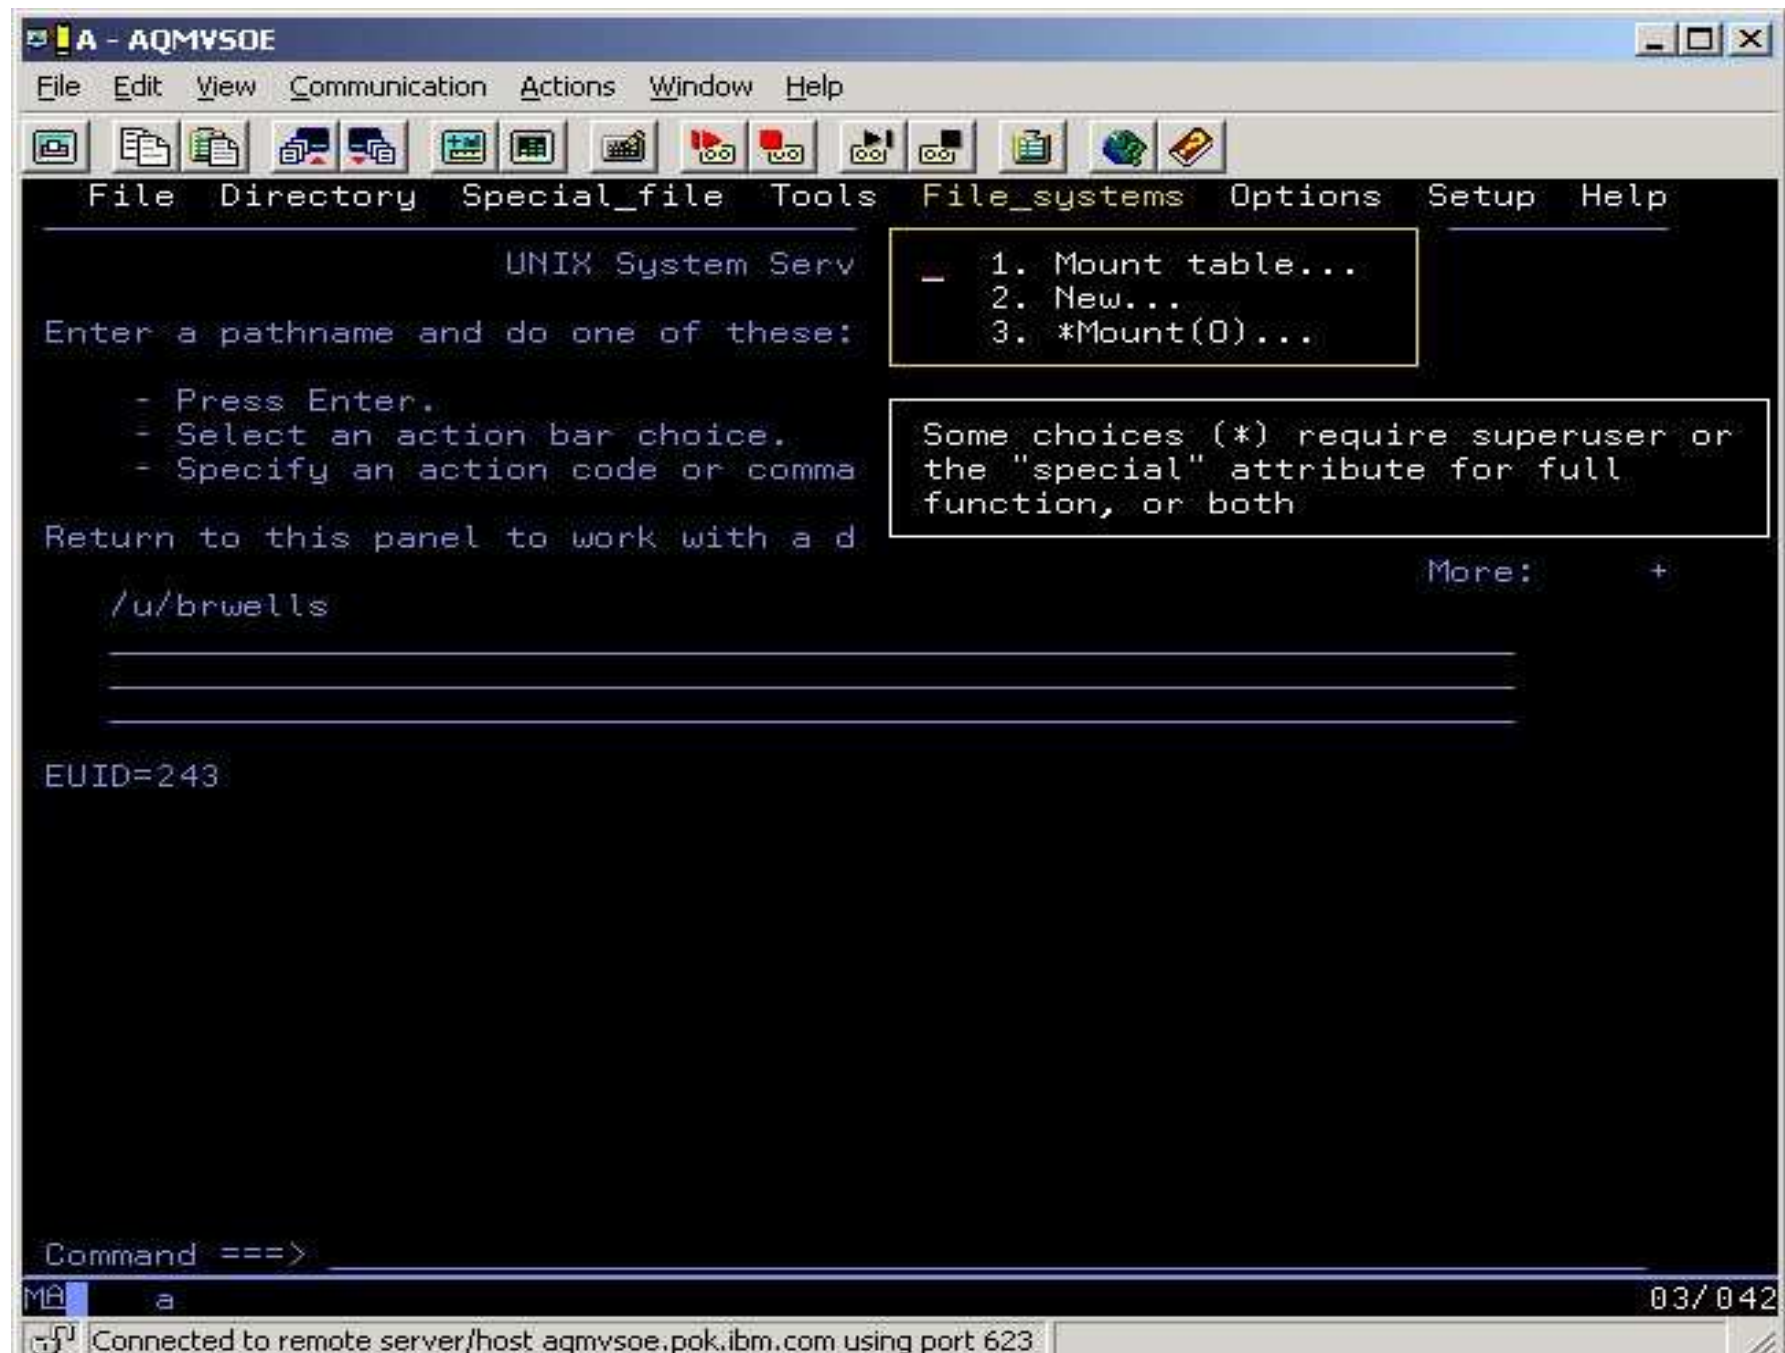 A - AQMVSOE
File Edit View Communication Actions Window Help
File Directory Special_file Tools File_systems Options Setup Help
UNIX System Serv
1. Mount table...
2. New...
Enter a pathname and do one of these:
3. *Mount(O)...
- Press Enter.
- Select an action bar choice.
- Specify an action code or comma
Some choices (*) require superuser or
the "special" attribute for full
function, or both
Return to this panel to work with a d
More: +
/u/brwells
EUID=243
Command ===>
MA a 03/042
Connected to remote server/host aqmvsoe.pok.ibm.com using port 623